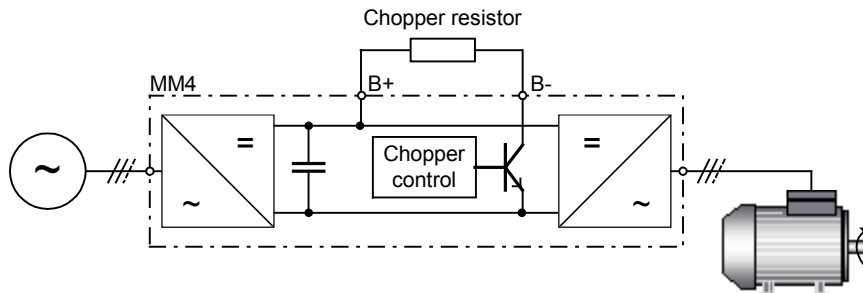 Chopper resistor
MM4
B+
B-
=
=
Chopper
control
~
~
~